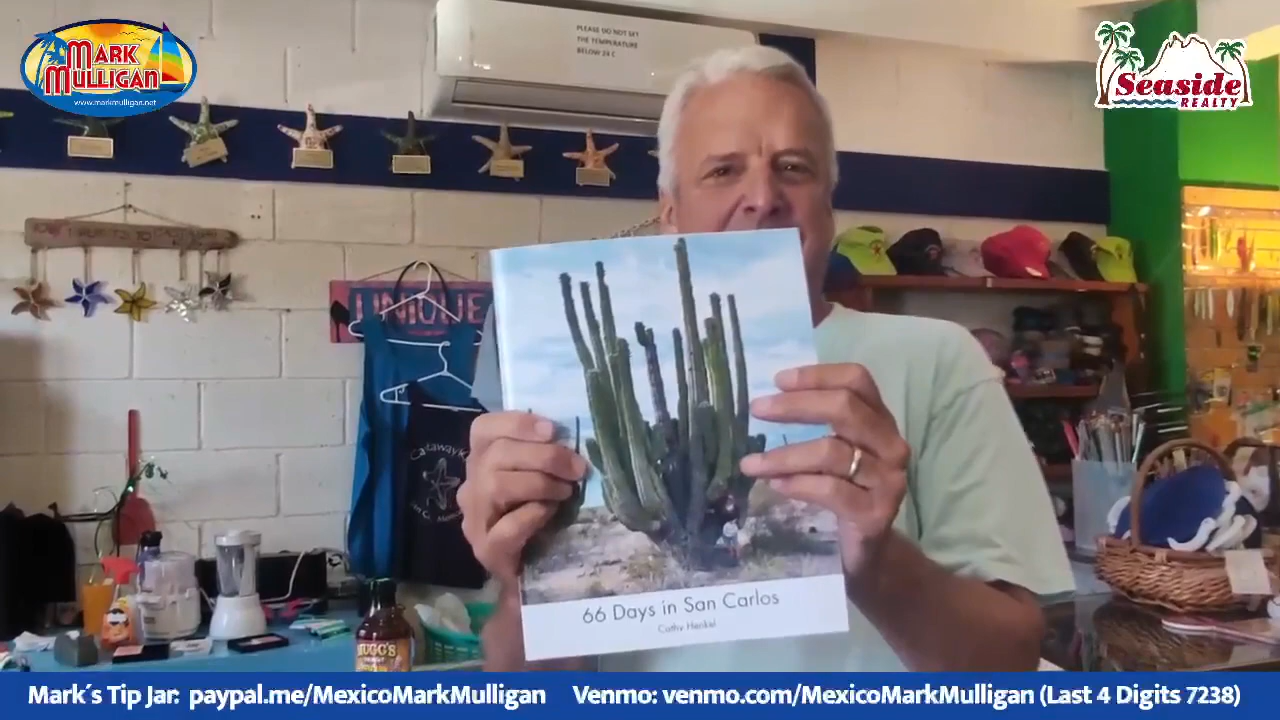 MARK
MULLIGAN
www.markmulligan.net
PLEASE DO NOT SET
THE TEMPERATURE
BELOW 24 C
Seaside
REALTY
UNIQUE
66 Days in San Carlos
Cathy Henkel
Mark´s Tip Jar: paypal.me/MexicoMarkMulligan Venmo: venmo.com/MexicoMarkMulligan (Last 4 Digits 7238)